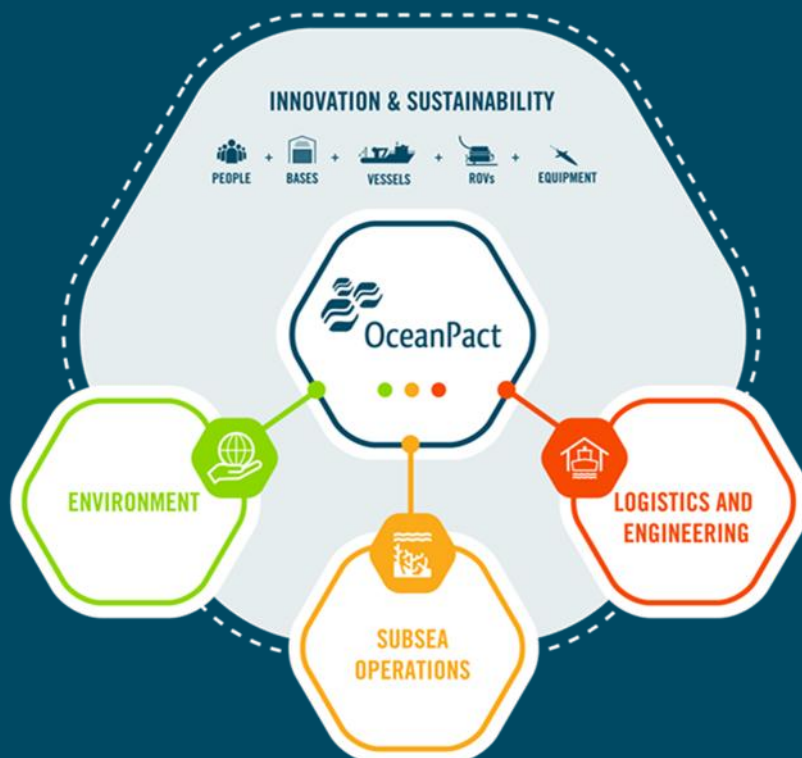 INNOVATION & SUSTAINABILITY
PEOPLE + BASES + VESSELS + ROVs + EQUIPMENT
OceanPact
ENVIRONMENT
LOGISTICS AND
ENGINEERING
SUBSEA
OPERATIONS